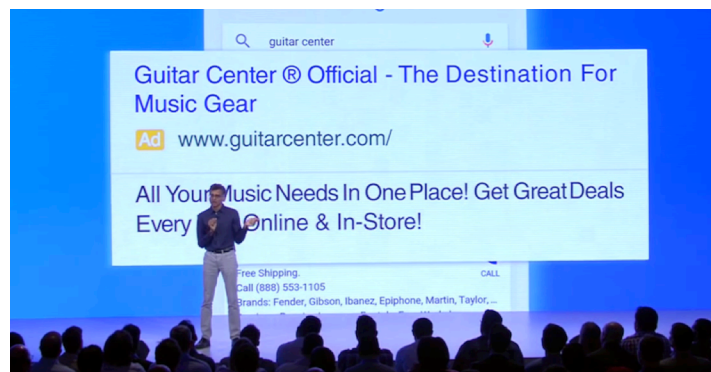 guitar center
Guitar Center ® Official - The Destination For
Music Gear
Ad www.guitarcenter.com/
All Your Music Needs In One Place! Get Great Deals
Every Online & In-Store!
Free Shipping.
CALL
Call (888) 553-1105
Brands: Fender, Gibson, Ibanez, Epiphone, Martin, Taylor, ...